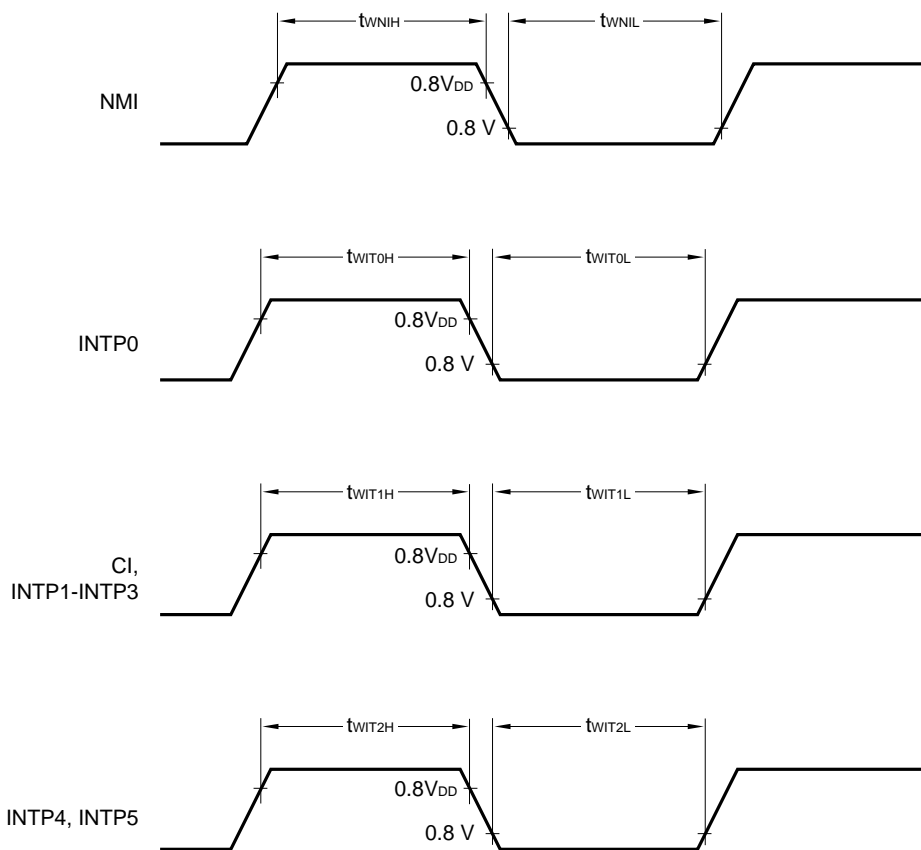 tWNIH tWNIL
NMI
0.8VDD
0.8 V
tWIT0H tWIT0L
INTP0
0.8VDD
0.8 V
tWIT1H tWIT1L
CI,
INTP1-INTP3
0.8VDD
0.8 V
tWIT2H tWIT2L
INTP4, INTP5
0.8VDD
0.8 V